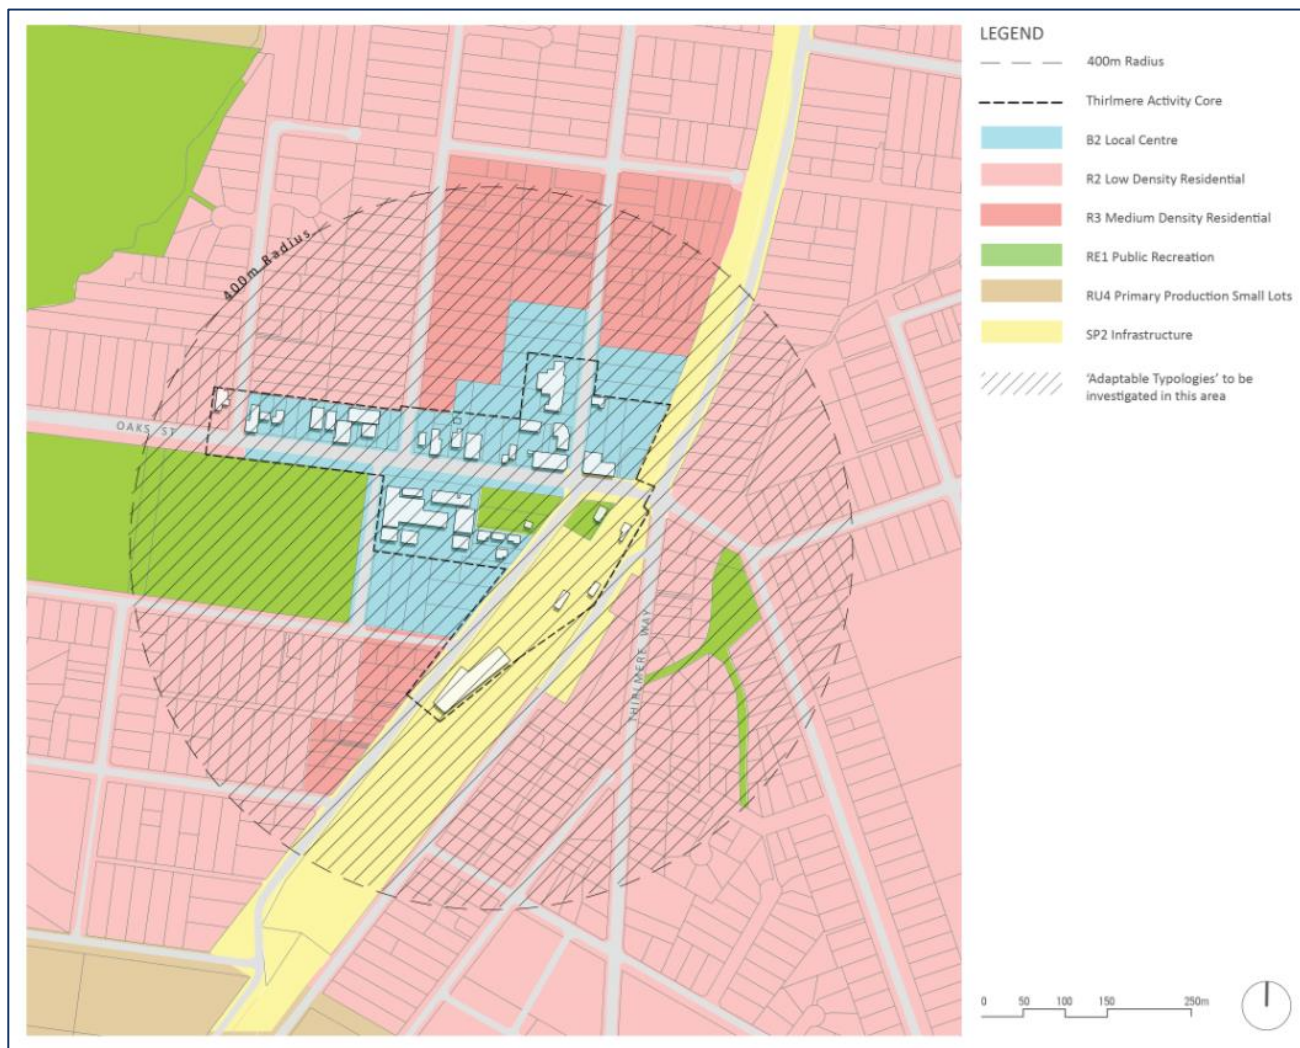 LEGEND
400m Radius
Thirlmere Activity Core
B2 Local Centre
R2 Low Density Residential
R3 Medium Density Residential
RE1 Public Recreation
RU4 Primary Production Small Lots
SP2 Infrastructure
'Adaptable Typologies' to be
investigated in this area
400m Radius
OAKS ST
THIRLMERE WAY
0 50 100 150 250m